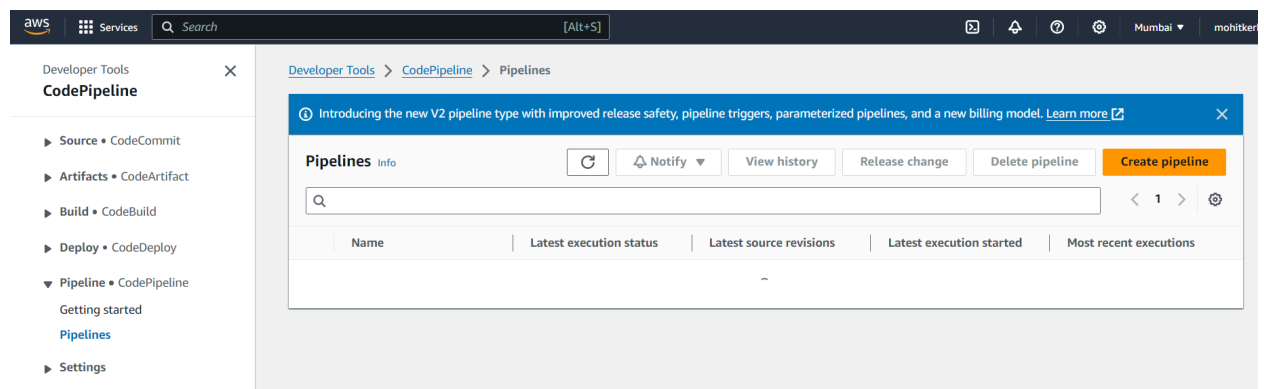 aws Services Search [Alt+S] Mumbai ▼
Developer Tools
CodePipeline
Source • CodeCommit
Artifacts • CodeArtifact
Build • CodeBuild
Deploy • CodeDeploy
Pipeline • CodePipeline
Getting started
Pipelines
Settings
Developer Tools > CodePipeline > Pipelines
Introducing the new V2 pipeline type with improved release safety, pipeline triggers, parameterized pipelines, and a new billing model. Learn more
Pipelines Info Notify ▼ View history Release change Delete pipeline Create pipeline
< 1 >
Name Latest execution status Latest source revisions Latest execution started Most recent executions